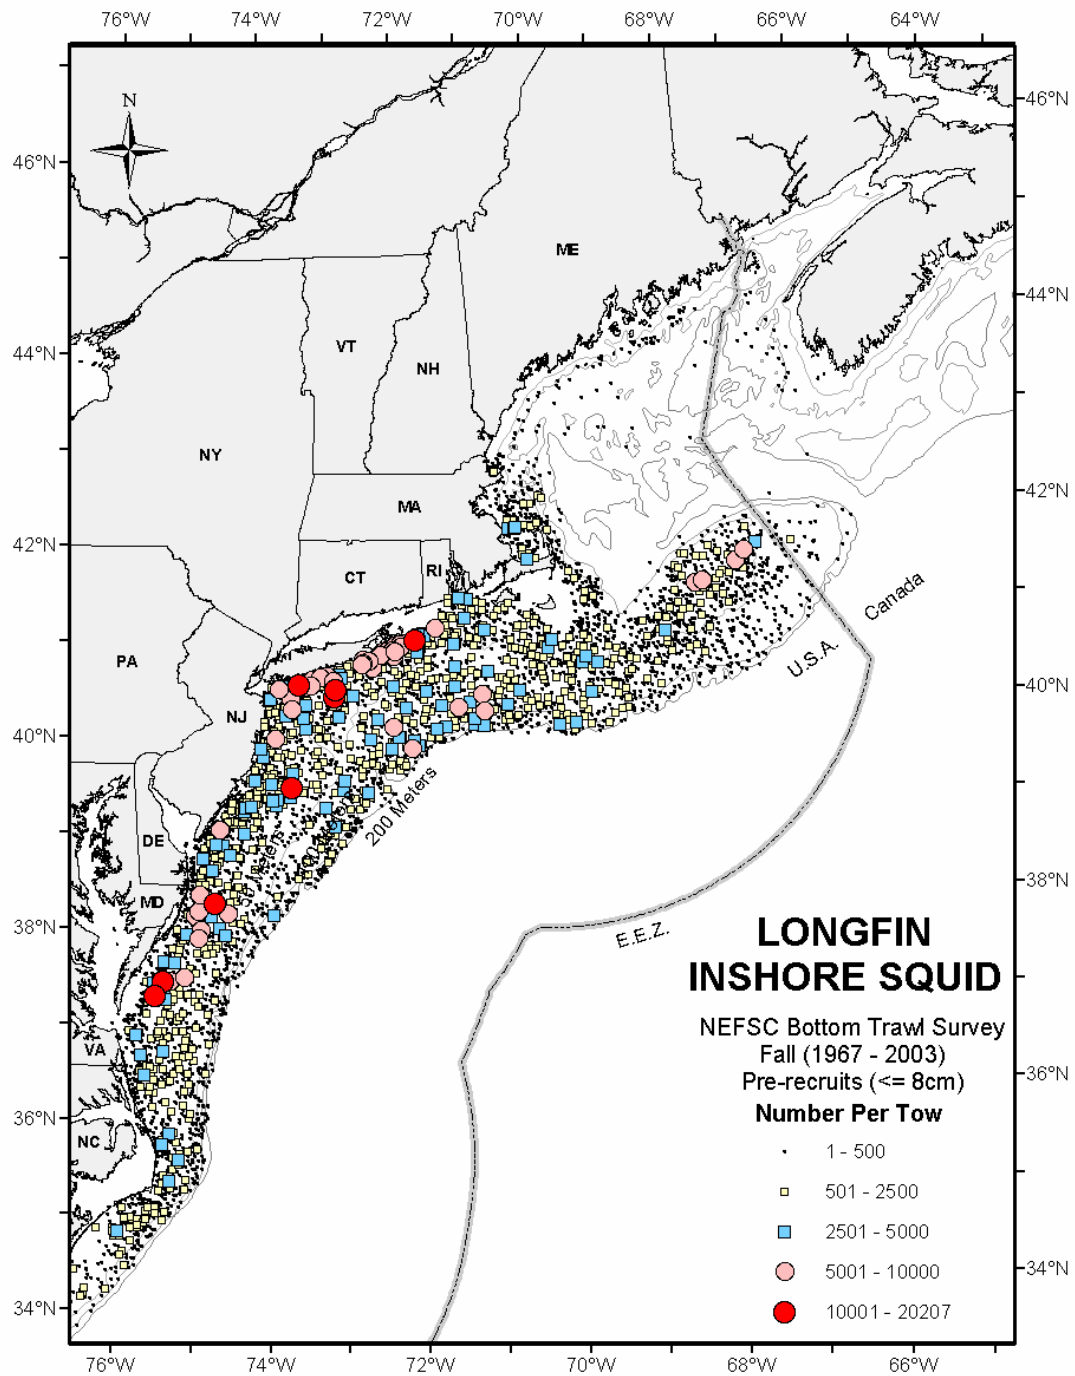 76°W 74°W 72°W 70°W 68°W 66°W 64°W
N
46°N
46°N
ME
44°N
44°N
VT
NH
NY
42°N
MA
42°N
CT
RI
Canada
PA
U.S.A.
40°N
NJ
40°N
200 Meters
DE
MD
38°N
38°N
E.E.Z.
LONGFIN
INSHORE SQUID
NEFSC Bottom Trawl Survey
Fall (1967 - 2003)
VA
36°N
Pre-recruits (<= 8cm)
Number Per Tow
36°N
NC
1 - 500
501 - 2500
2501 - 5000
34°N
5001 - 10000
34°N
10001 - 20207
76°W 74°W 72°W 70°W 68°W 66°W